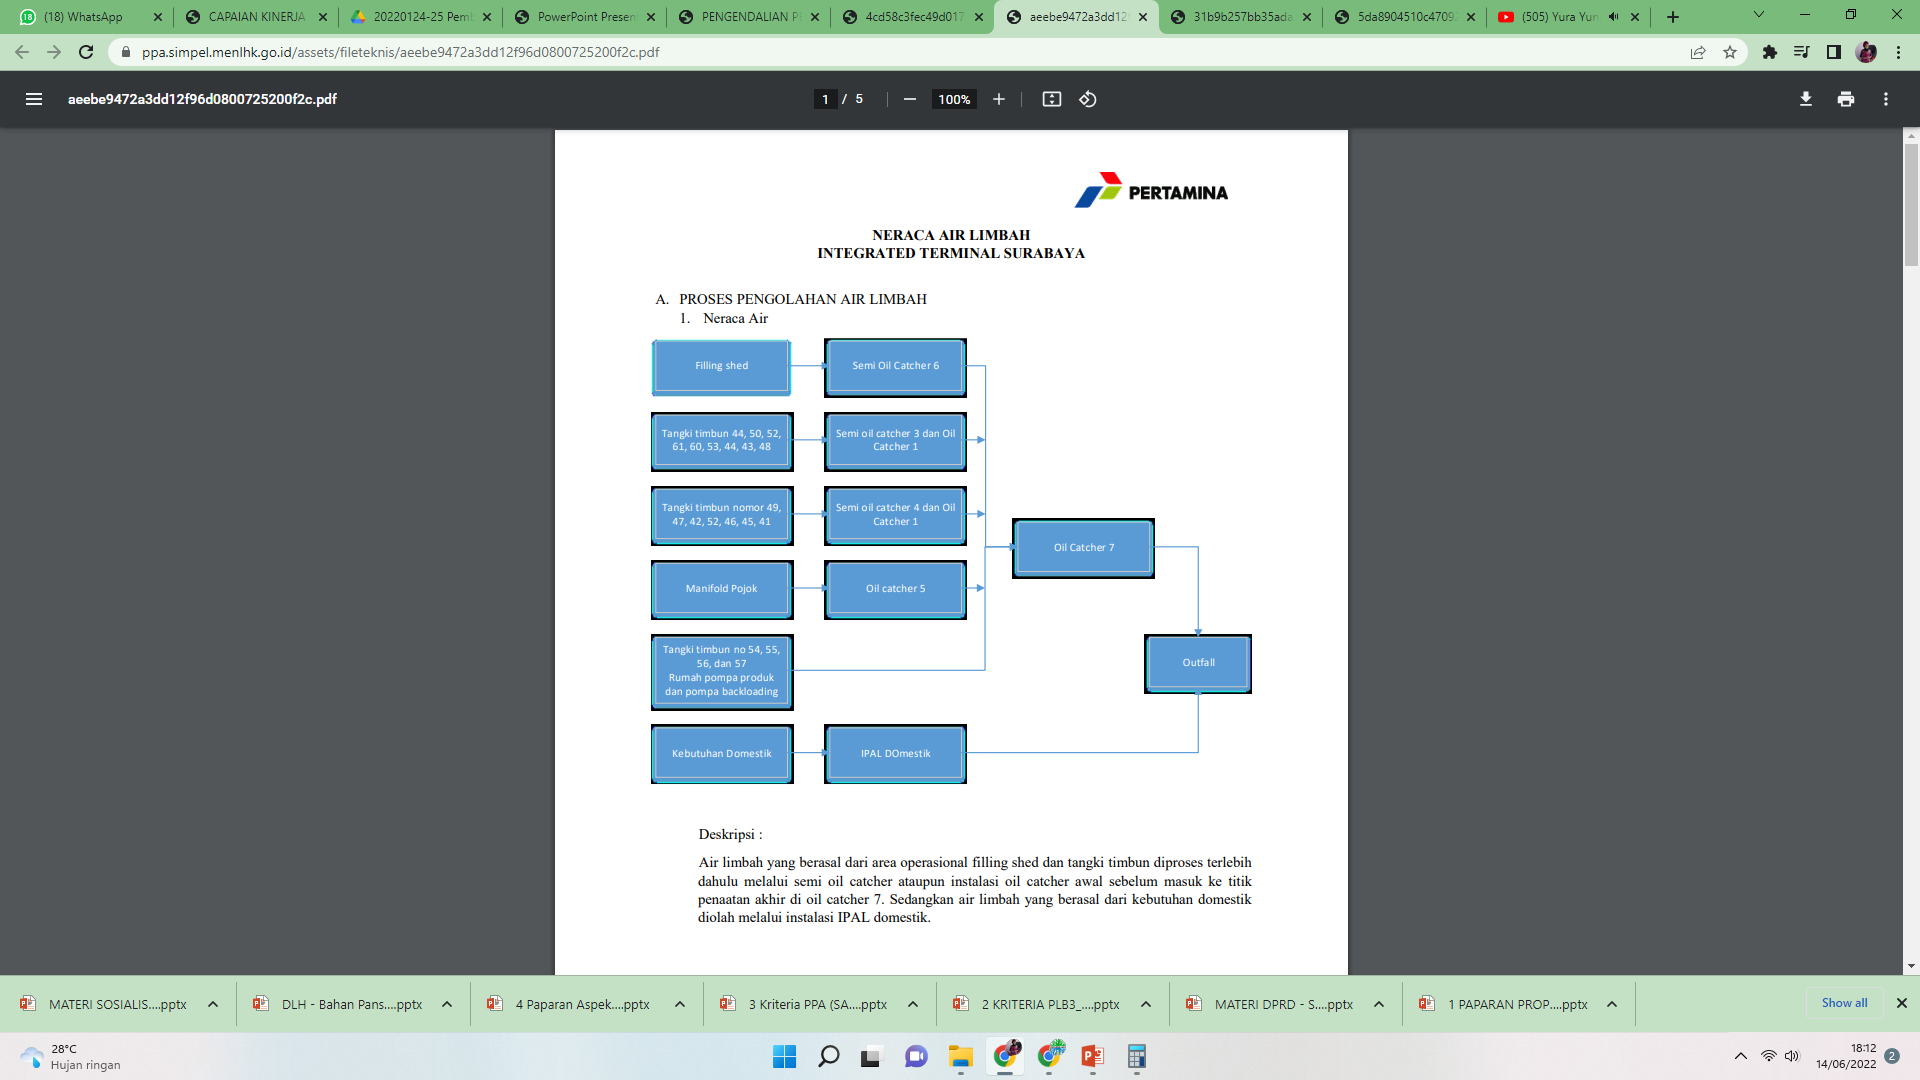 (18) WhatsApp
CAPAIAN KINERJA
20220124-25 Pemb
PowerPoint Presen
PENGENDALIAN P
4cd58c3fec49d017
aeebe9472a3dd12
31b9b257bb35ada
5da8904510c4709
(505) Yura Yun
ppa.simpel.menlhk.go.id/assets/fileteknis/aeebe9472a3dd12f96d0800725200f2c.pdf
aeebe9472a3dd12f96d0800725200f2c.pdf
1 / 5
100%
PERTAMINA
NERACA AIR LIMBAH
INTEGRATED TERMINAL SURABAYA
A. PROSES PENGOLAHAN AIR LIMBAH
1. Neraca Air
Filling shed
Semi Oil Catcher 6
Tangki timbun 44, 50, 52,
61, 60, 53, 44, 43, 48
Semi oil catcher 3 dan Oil
Catcher 1
Tangki timbun nomor 49,
47, 42, 52, 46, 45, 41
Semi oil catcher 4 dan Oil
Catcher 1
Oil Catcher 7
Manifold Pojok
Oil catcher 5
Tangki timbun no 54, 55,
56, dan 57
Rumah pompa produk
dan pompa backloading
Outfall
Kebutuhan Domestik
IPAL DOmestik
Deskripsi :
Air limbah yang berasal dari area operasional filling shed dan tangki timbun diproses terlebih
dahulu melalui semi oil catcher ataupun instalasi oil catcher awal sebelum masuk ke titik
penaatan akhir di oil catcher 7. Sedangkan air limbah yang berasal dari kebutuhan domestik
diolah melalui instalasi IPAL domestik.
MATERI SOSIALIS....pptx
DLH - Bahan Pans....pptx
4 Paparan Aspek....pptx
3 Kriteria PPA (SA....pptx
2 KRITERIA PLB3_....pptx
MATERI DPRD - S....pptx
1 PAPARAN PROP....pptx
Show all
28°C
Hujan ringan
18:12
14/06/2022
2